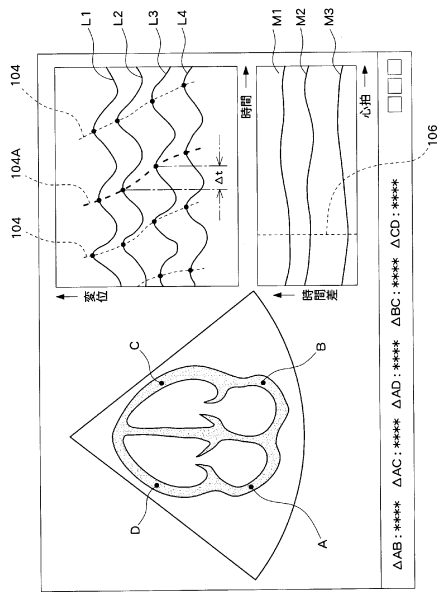 104
104A
104
L1
L2
L3
L4
変位
Δt
時間
M1
M2
M3
時間差
心拍
106
C
B
D
A
ΔAB : **** ΔAC : **** ΔAD : **** ΔBC : **** ΔCD : ****